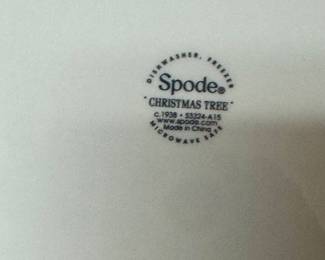 DISHWASHER, FREEZER
Spode®
"CHRISTMAS TREE"
c.1938 • S3324-A15
www.spode.com
Made in China
MICROWAVE SAFE